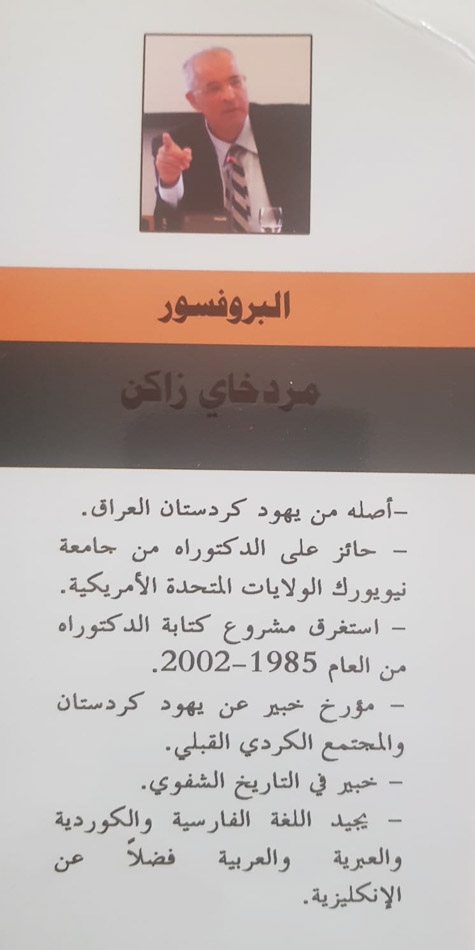 البروفسور
مردخاي زاكن
-أصله من يهود كردستان العراق.
- حائز على الدكتوراه من جامعة
نيويورك الولايات المتحدة الأمريكية.
- استغرق مشروع كتابة الدكتوراه
من العام 1985-2002.
- مؤرخ خبير عن يهود كردستان
والمجتمع الكردي القبلي.
- خبير في التاريخ الشفوي.
- يجيد اللغة الفارسية والكوردية
والعبرية والعربية فضلاً عن
الإنكليزية.